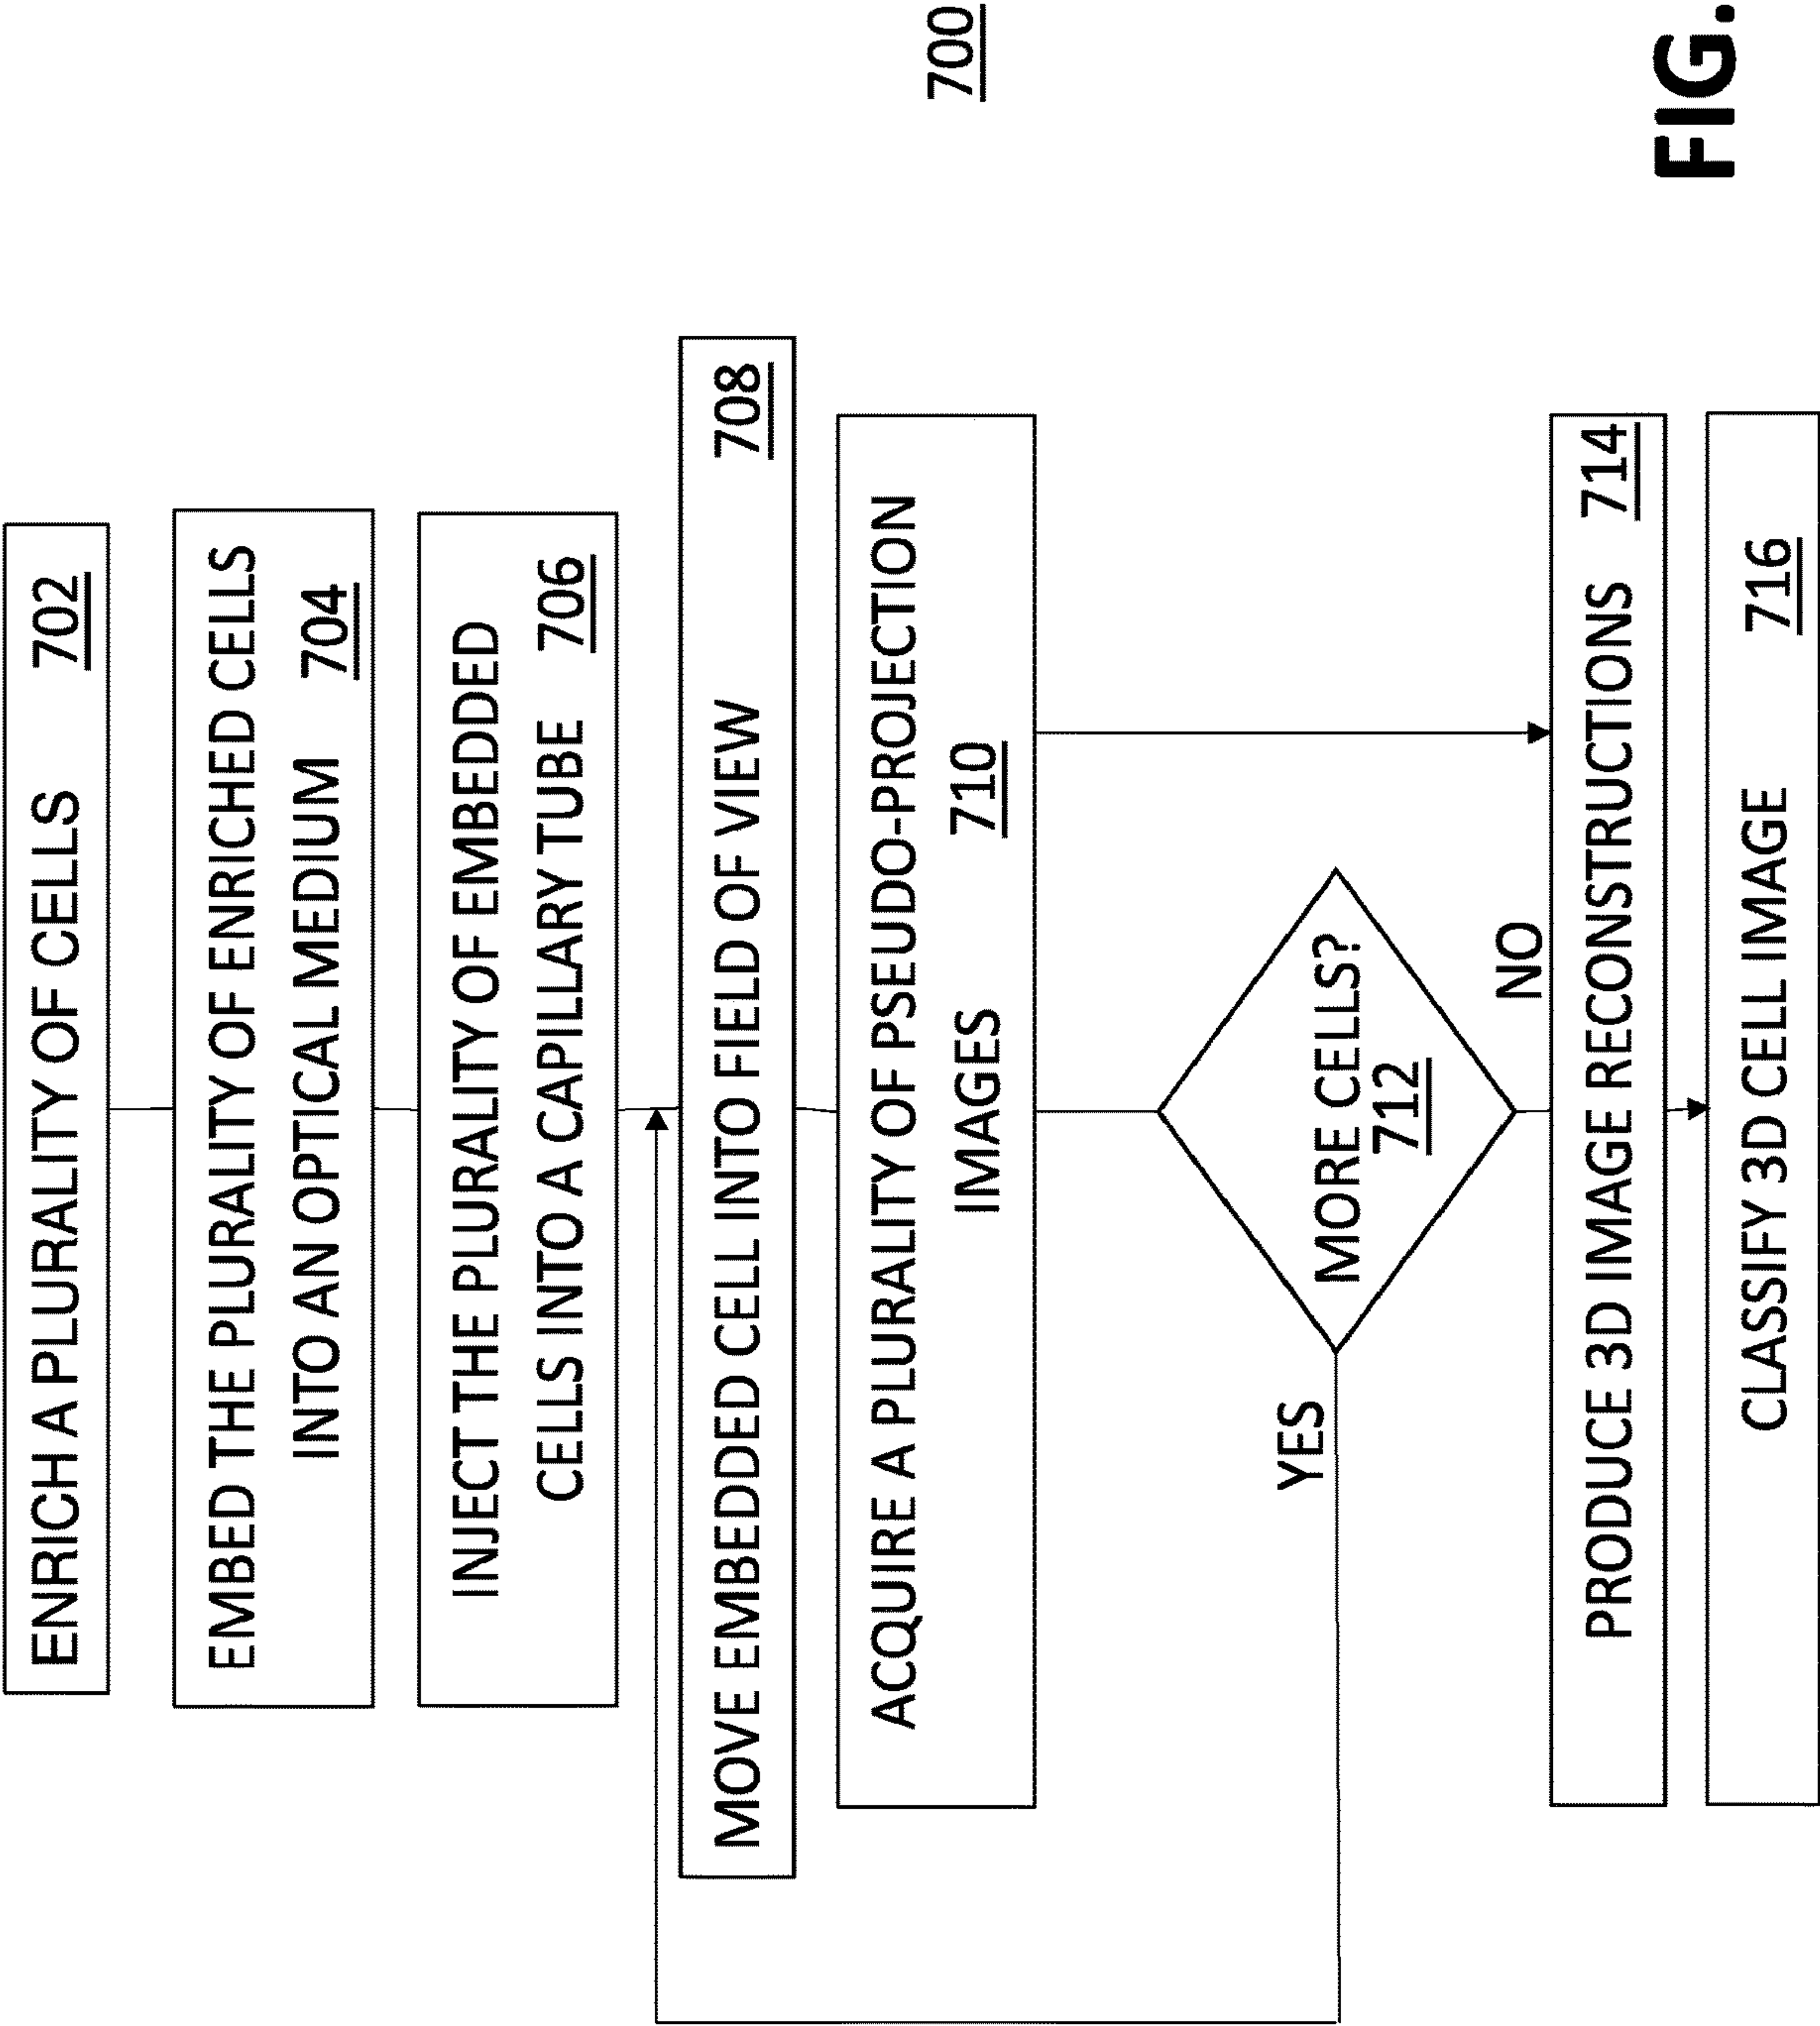 ENRICH A PLURALITY OF CELLS 702
EMBED THE PLURALITY OF ENRICHED CELLS
INTO AN OPTICAL MEDIUM 704
INJECT THE PLURALITY OF EMBEDDED
CELLS INTO A CAPILLARY TUBE 706
MOVE EMBEDDED CELL INTO FIELD OF VIEW 708
ACQUIRE A PLURALITY OF PSEUDO-PROJECTION
IMAGES 710
700
MORE CELLS?
712
YES
NO
PRODUCE 3D IMAGE RECONSTRUCTIONS 714
CLASSIFY 3D CELL IMAGE 716
FIG.